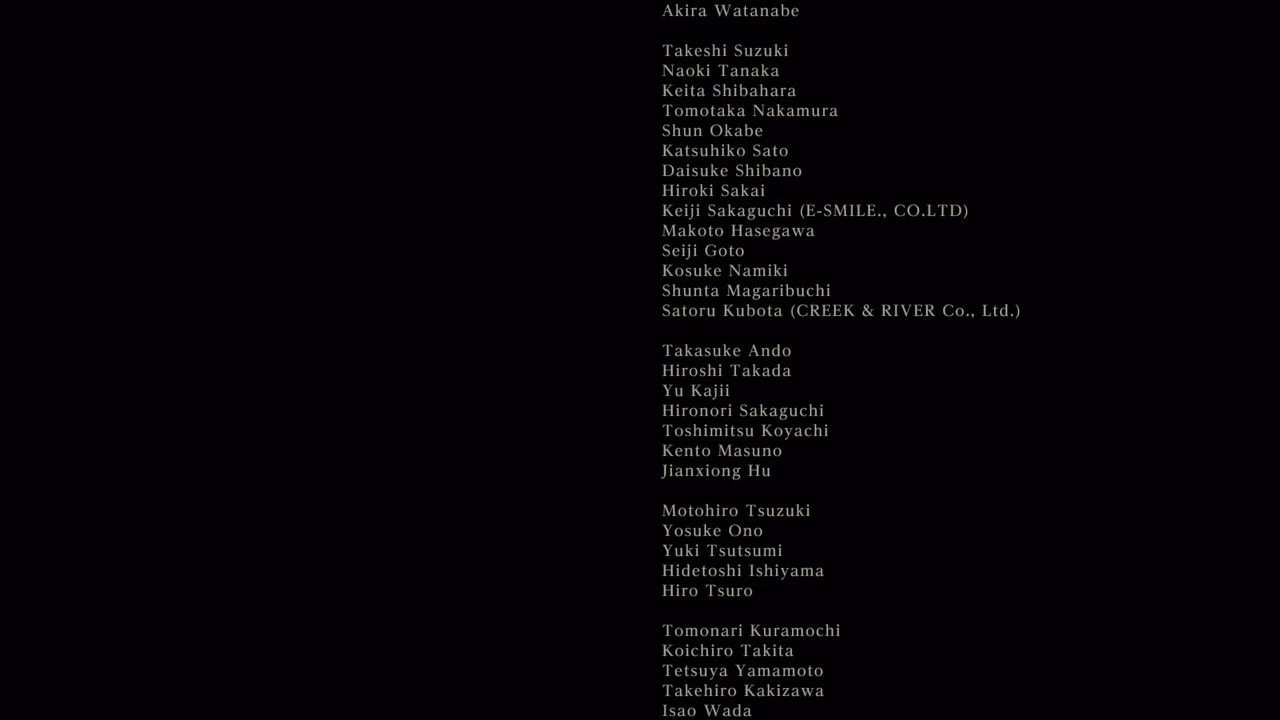 Akira Watanabe
Takeshi Suzuki
Naoki Tanaka
Keita Shibahara
Tomotaka Nakamura
Shun Okabe
Katsuhiko Sato
Daisuke Shibano
Hiroki Sakai
Keiji Sakaguchi (E-SMILE., CO.LTD)
Makoto Hasegawa
Seiji Goto
Kosuke Namiki
Shunta Magaribuchi
Satoru Kubota (CREEK & RIVER Co., Ltd.)
Takasuke Ando
Hiroshi Takada
Yu Kajii
Hironori Sakaguchi
Toshimitsu Koyachi
Kento Masuno
Jianxiong Hu
Motohiro Tsuzuki
Yosuke Ono
Yuki Tsutsumi
Hidetoshi Ishiyama
Hiro Tsuro
Tomonari Kuramochi
Koichiro Takita
Tetsuya Yamamoto
Takehiro Kakizawa
Isao Wada